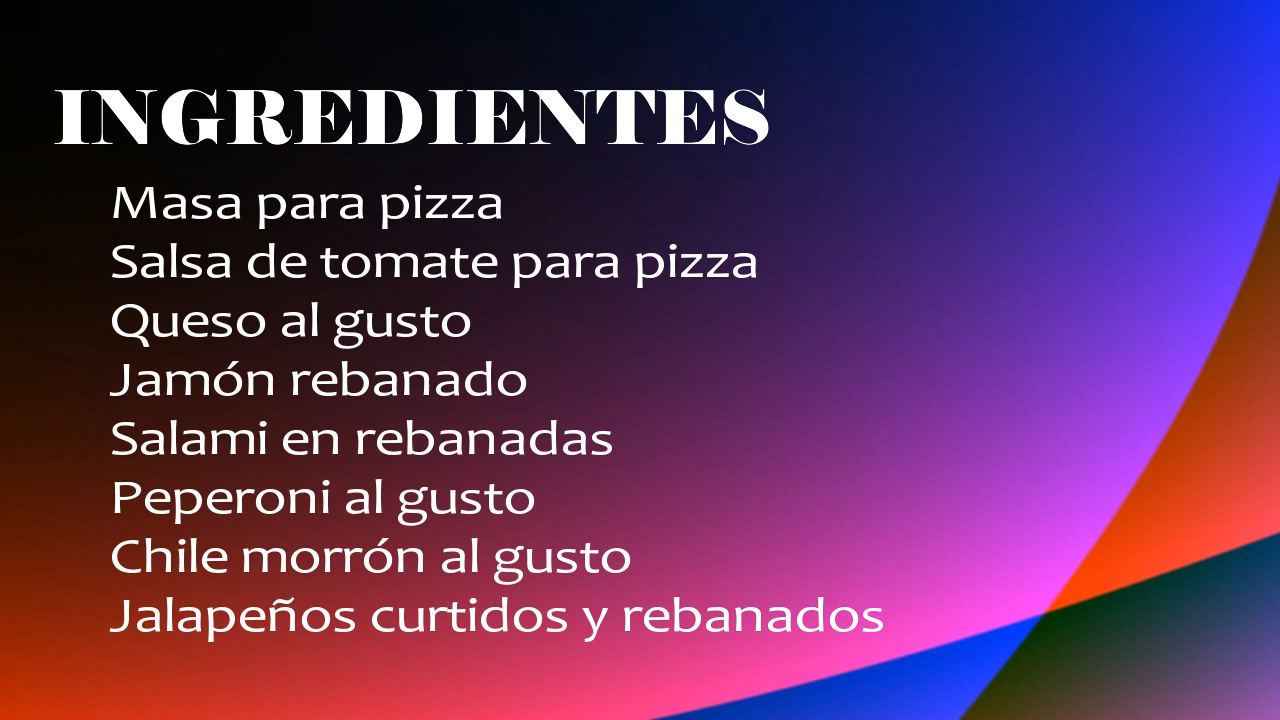 INGREDIENTES
Masa para pizza
Salsa de tomate para pizza
Queso al gusto
Jamón rebanado
Salami en rebanadas
Peperoni al gusto
Chile morrón al gusto
Jalapeños curtidos y rebanados